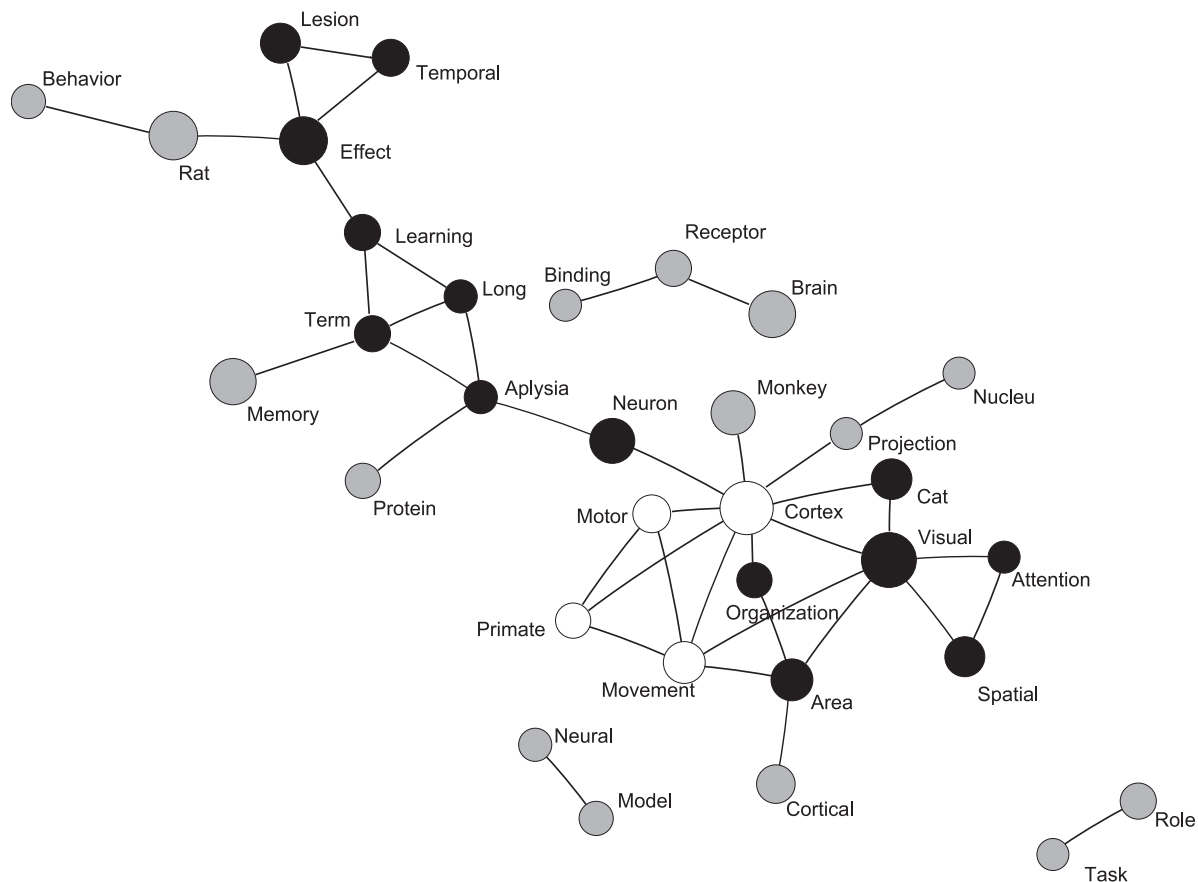 Lesion
Temporal
Behavior
Rat
Effect
Learning
Receptor
Binding
Long
Brain
Term
Memory
Aplysia
Monkey
Nucleu
Neuron
Projection
Protein
Cat
Motor
Cortex
Visual
Attention
Organization
Primate
Movement
Area
Spatial
Neural
Model
Cortical
Role
Task